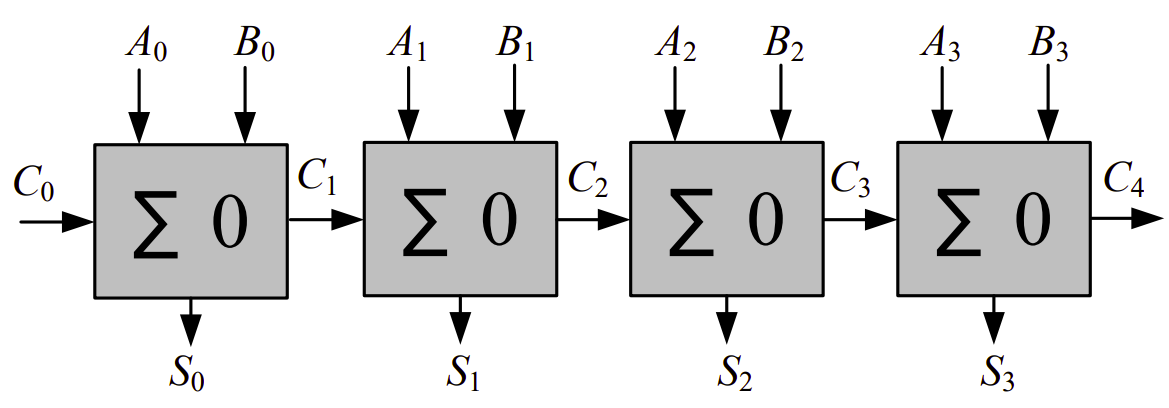 A₀ B₀ A₁ B₁ A₂ B₂ A₃ B₃
C₀ C₁ C₂ C₃ C₄
∑ 0 ∑ 0 ∑ 0 ∑ 0
S₀ S₁ S₂ S₃